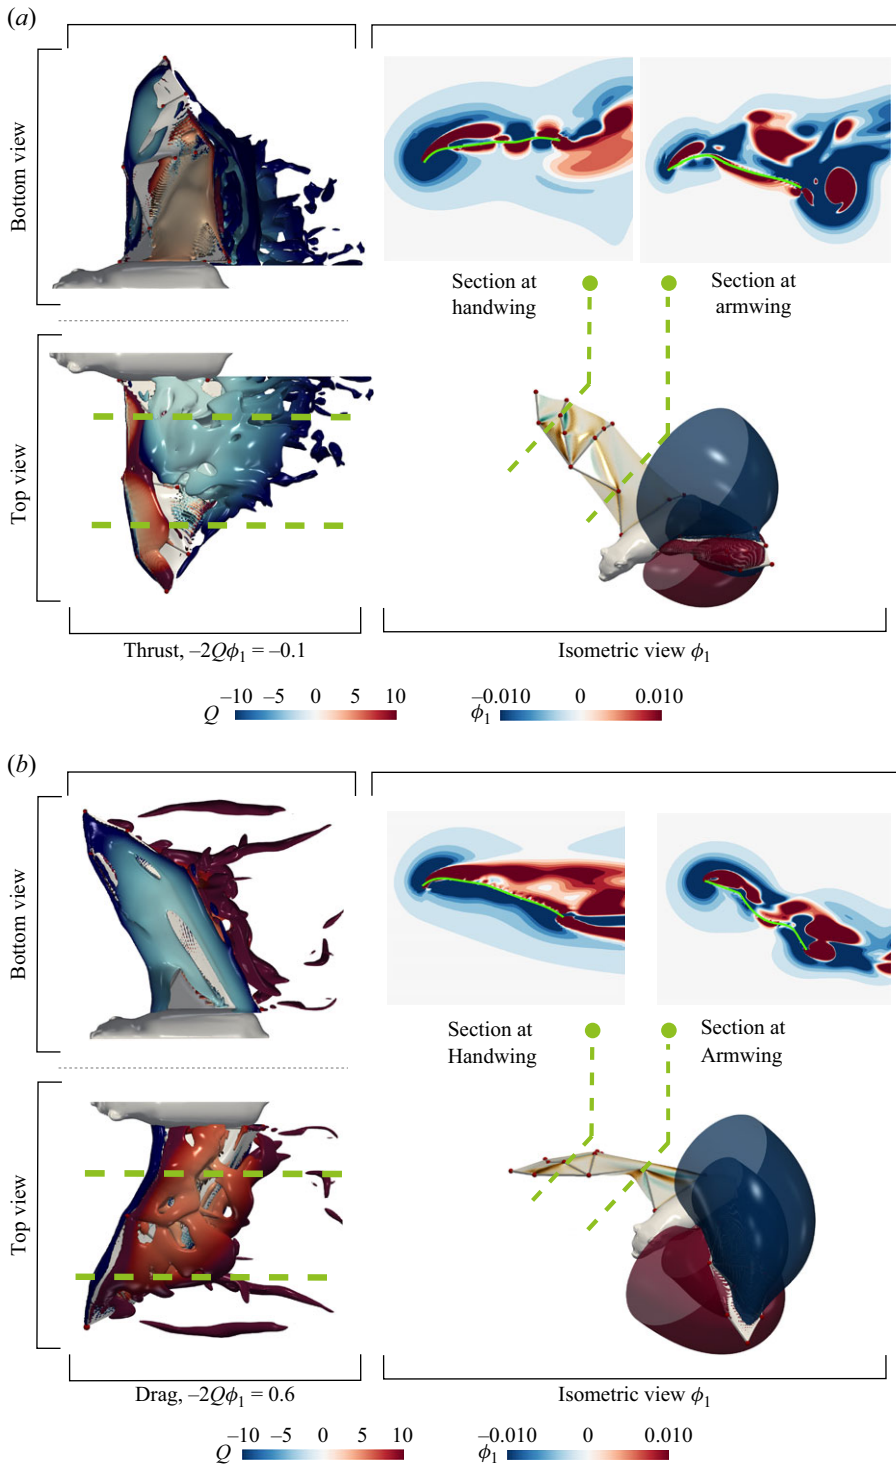 (a)
Bottom view
Section at
handwing
Section at
armwing
Top view
Thrust, –2Qϕ₁ = –0.1
Isometric view ϕ₁
Q
–10 –5 0 5 10
ϕ₁
–0.010 0 0.010
(b)
Bottom view
Section at
Handwing
Section at
Armwing
Top view
Drag, –2Qϕ₁ = 0.6
Isometric view ϕ₁
Q
–10 –5 0 5 10
ϕ₁
–0.010 0 0.010